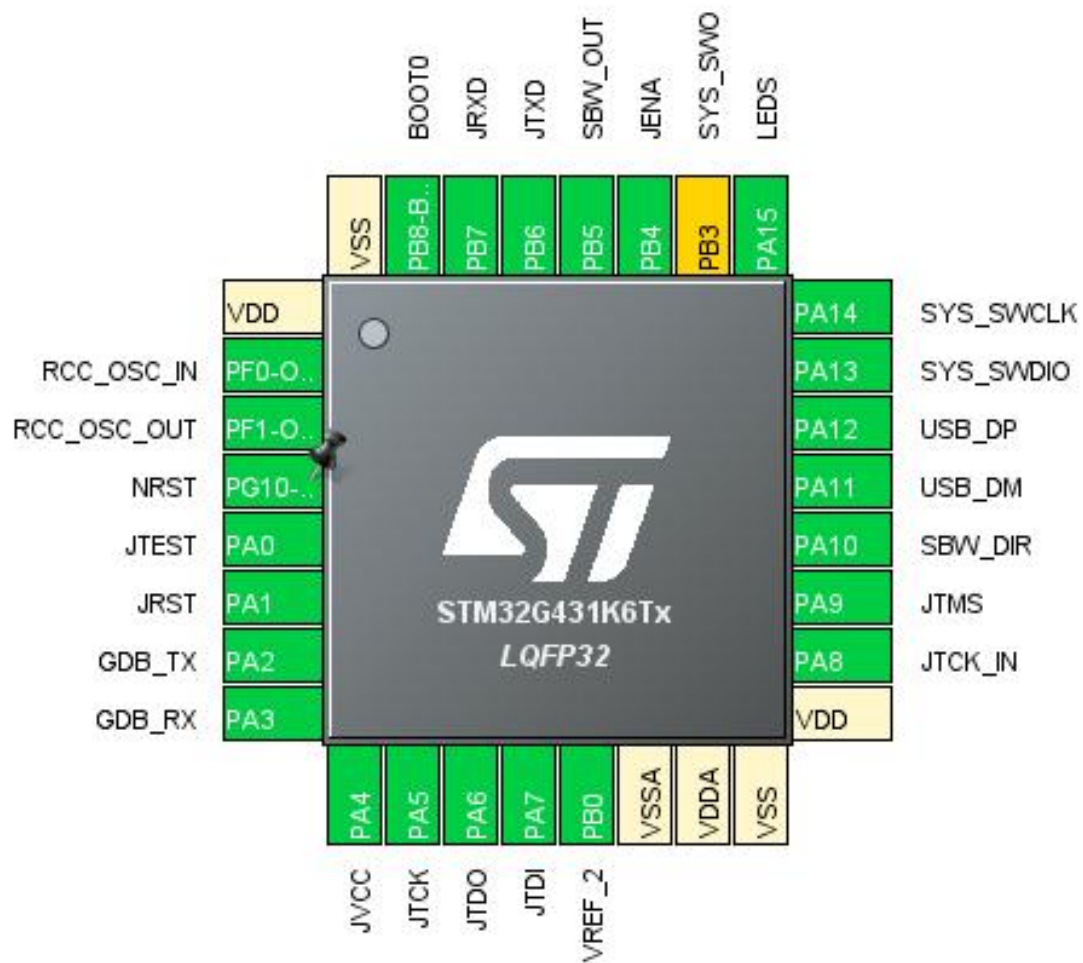 BOOT0
JRXD
JTXD
SBW_OUT
JENA
SYS_SWO
LEDS
VSS
PB8-B..
PB7
PB6
PB5
PB4
PB3
PA15
VDD
RCC_OSC_IN PF0-O..
RCC_OSC_OUT PF1-O..
NRST PG10-..
JTEST PA0
JRST PA1
GDB_TX PA2
GDB_RX PA3
STM32G431K6Tx
LQFP32
PA14 SYS_SWCLK
PA13 SYS_SWDIO
PA12 USB_DP
PA11 USB_DM
PA10 SBW_DIR
PA9 JTMS
PA8 JTCK_IN
VDD
PA4
PA5
PA6
PA7
PB0
VSSA
VDDA
VSS
JVCC
JTCK
JTDO
JTDI
VREF_2